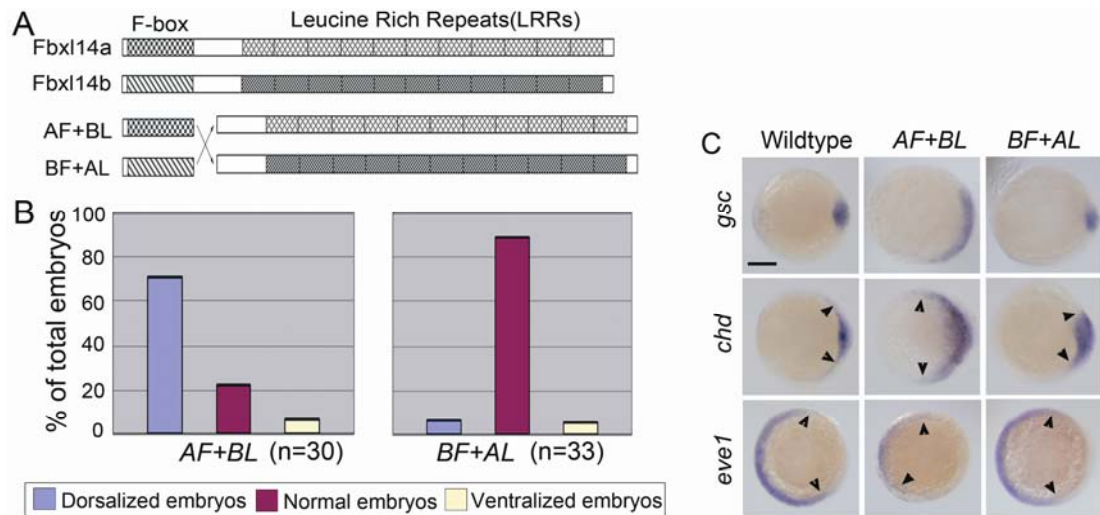 A
F-box
Leucine Rich Repeats(LRRs)
Fbxl14a
Fbxl14b
AF+BL
BF+AL
B
% of total embryos
100
80
60
40
20
0
AF+BL (n=30)
BF+AL (n=33)
Dorsalized embryos
Normal embryos
Ventralized embryos
C
Wildtype
AF+BL
BF+AL
gsc
chd
eve1